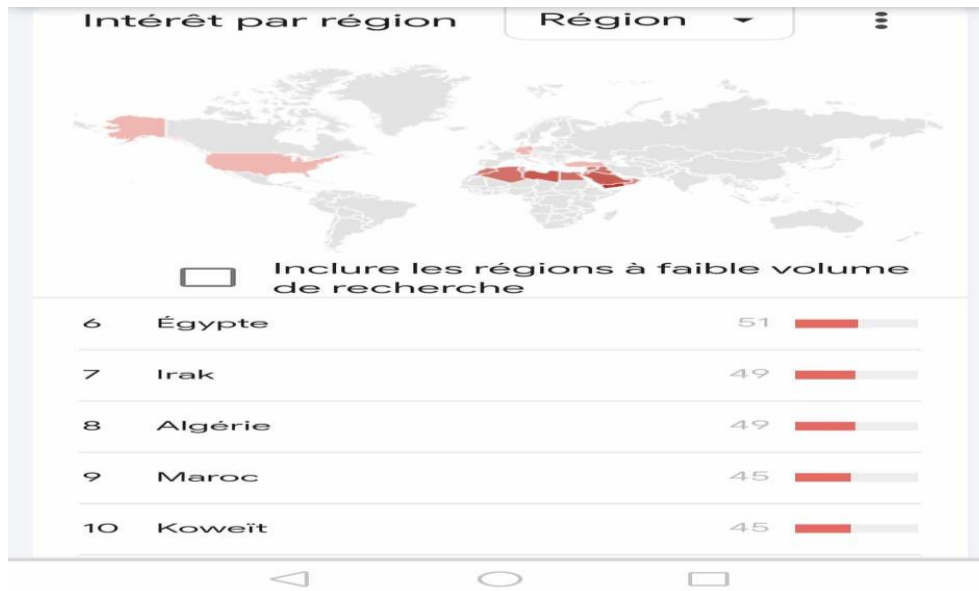 Intérêt par région
Région
Inclure les régions à faible volume
de recherche
6 Égypte 51
7 Irak 49
8 Algérie 49
9 Maroc 45
10 Koweït 45